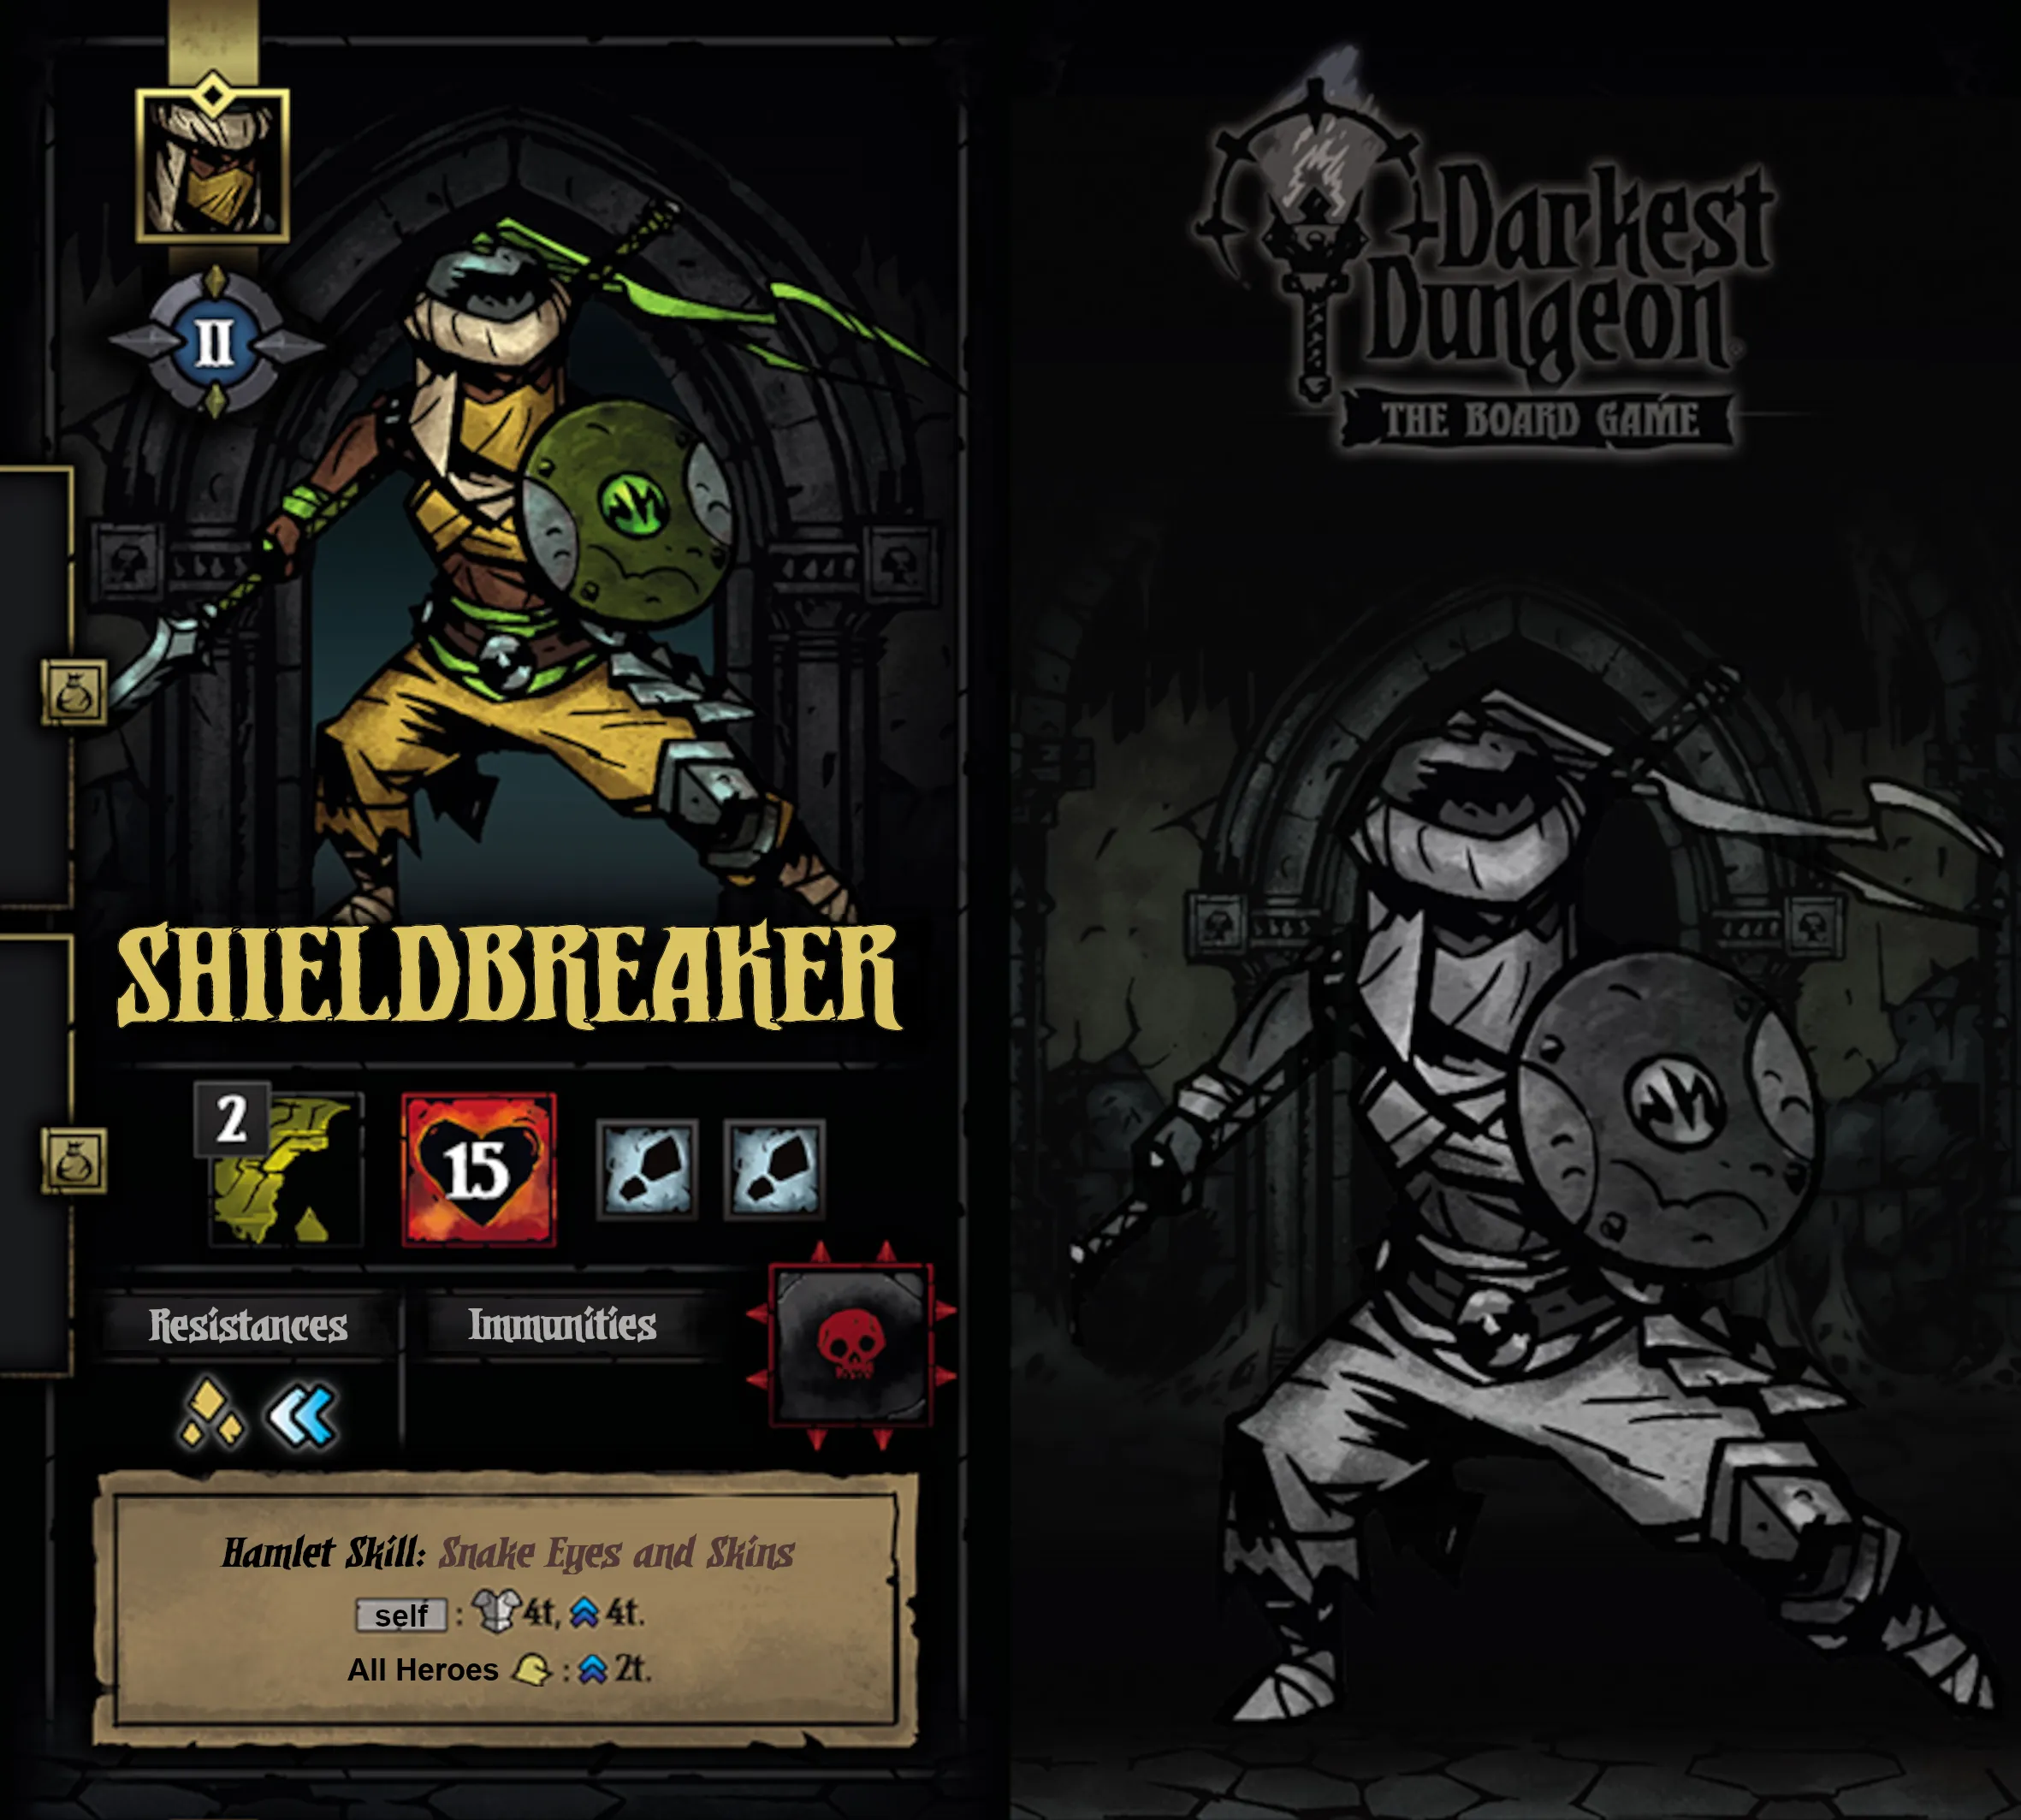 II
SHIELDBREAKER
2
15
Resistances
Immunities
Hamlet Skill: Snake Eyes and Skins
self : 4t, 4t.
All Heroes : 2t.
Darkest
Dungeon
THE BOARD GAME